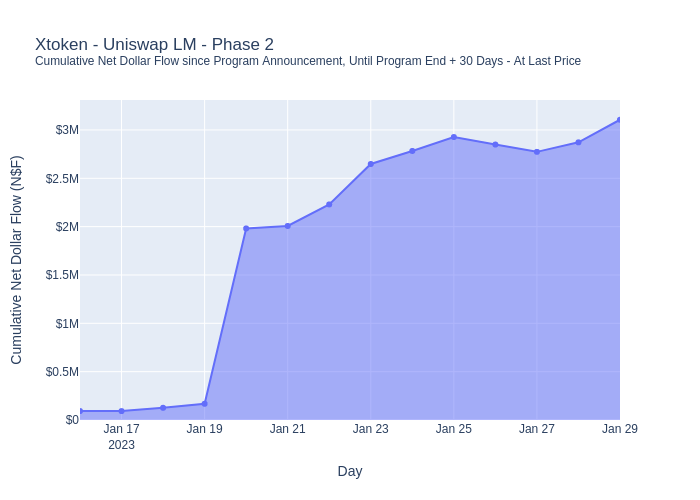 Xtoken - Uniswap LM - Phase 2
Cumulative Net Dollar Flow since Program Announcement, Until Program End + 30 Days - At Last Price
Cumulative Net Dollar Flow (N$F)
$3M
$2.5M
$2M
$1.5M
$1M
$0.5M
$0
Jan 17
2023
Jan 19
Jan 21
Jan 23
Jan 25
Jan 27
Jan 29
Day